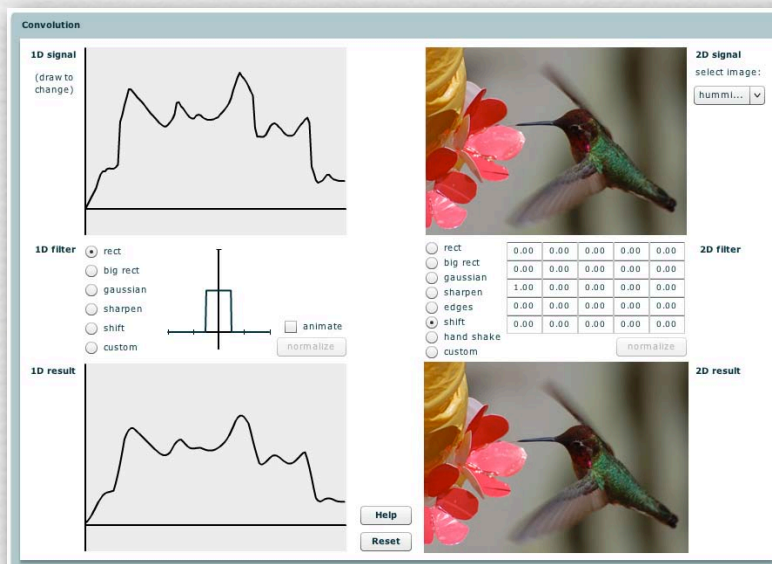 Convolution
1D signal
(draw to
change)
2D signal
select image:
hummi...
1D filter
rect
big rect
gaussian
sharpen
shift
custom
animate
normalize
rect
big rect
gaussian
sharpen
edges
shift
hand shake
custom
0.00 0.00 0.00 0.00 0.00
0.00 0.00 0.00 0.00 0.00
1.00 0.00 0.00 0.00 0.00
0.00 0.00 0.00 0.00 0.00
0.00 0.00 0.00 0.00 0.00
normalize
2D filter
1D result
Help
Reset
2D result